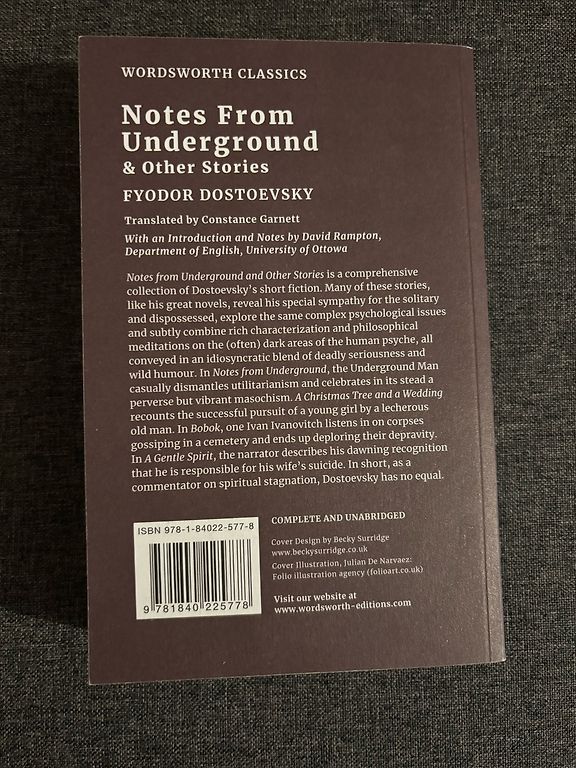 WORDSWORTH CLASSICS
Notes From
Underground
& Other Stories
FYODOR DOSTOEVSKY
Translated by Constance Garnett
With an Introduction and Notes by David Rampton,
Department of English, University of Ottowa
Notes from Underground and Other Stories is a comprehensive
collection of Dostoevsky's short fiction. Many of these stories,
like his great novels, reveal his special sympathy for the solitary
and dispossessed, explore the same complex psychological issues
and subtly combine rich characterization and philosophical
meditations on the (often) dark areas of the human psyche, all
conveyed in an idiosyncratic blend of deadly seriousness and
wild humour. In Notes from Underground, the Underground Man
casually dismantles utilitarianism and celebrates in its stead a
perverse but vibrant masochism. A Christmas Tree and a Wedding
recounts the successful pursuit of a young girl by a lecherous
old man. In Bobok, one Ivan Ivanovitch listens in on corpses
gossiping in a cemetery and ends up deploring their depravity.
In A Gentle Spirit, the narrator describes his dawning recognition
that he is responsible for his wife's suicide. In short, as a
commentator on spiritual stagnation, Dostoevsky has no equal.
ISBN 978-1-84022-577-8
9 781840 225778
COMPLETE AND UNABRIDGED
Cover Design by Becky Surridge
www.beckysurridge.co.uk
Cover Illustration, Julian De Narvaez:
Folio illustration agency (folioart.co.uk)
Visit our website at
www.wordsworth-editions.com